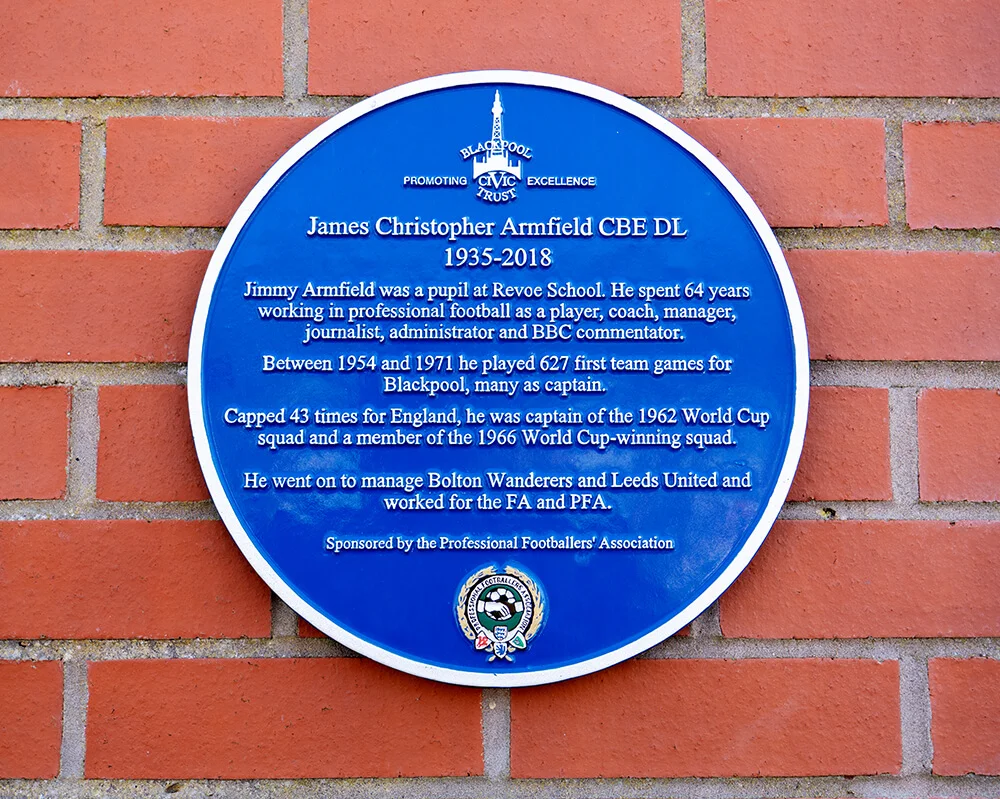 BLACKPOOL
PROMOTING CIVIC EXCELLENCE
TRUST
James Christopher Armfield CBE DL
1935-2018
Jimmy Armfield was a pupil at Revoe School. He spent 64 years
working in professional football as a player, coach, manager,
journalist, administrator and BBC commentator.
Between 1954 and 1971 he played 627 first team games for
Blackpool, many as captain.
Capped 43 times for England, he was captain of the 1962 World Cup
squad and a member of the 1966 World Cup-winning squad.
He went on to manage Bolton Wanderers and Leeds United and
worked for the FA and PFA.
Sponsored by the Professional Footballers' Association
PROFESSIONAL FOOTBALLERS ASSOCIATION